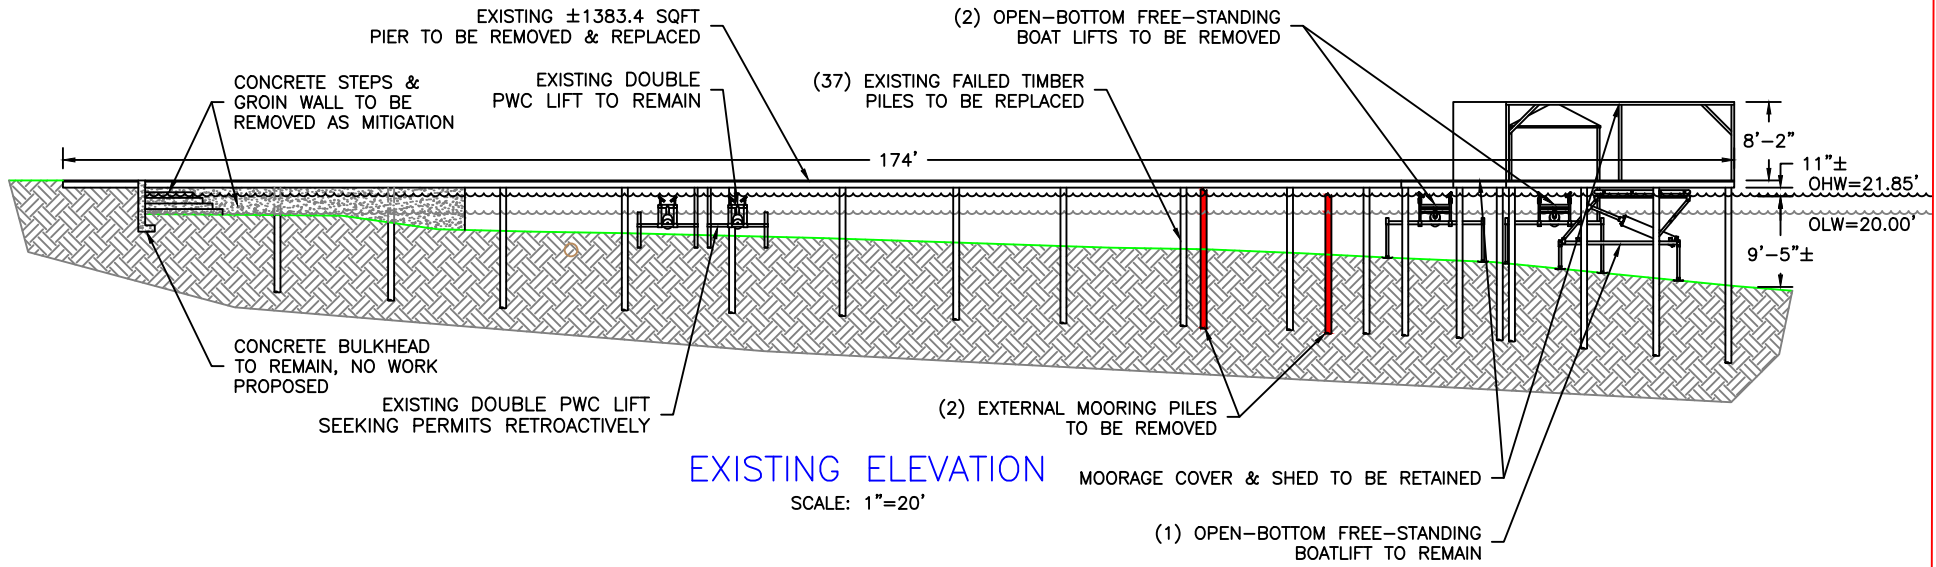 EXISTING ±1383.4 SQFT
PIER TO BE REMOVED & REPLACED
(2) OPEN-BOTTOM FREE-STANDING
BOAT LIFTS TO BE REMOVED
CONCRETE STEPS &
GROIN WALL TO BE
REMOVED AS MITIGATION
EXISTING DOUBLE
PWC LIFT TO REMAIN
(37) EXISTING FAILED TIMBER
PILES TO BE REPLACED
174'
8'-2"
11"±
OHW=21.85'
OLW=20.00'
9'-5"±
CONCRETE BULKHEAD
TO REMAIN, NO WORK
PROPOSED
EXISTING DOUBLE PWC LIFT
SEEKING PERMITS RETROACTIVELY
(2) EXTERNAL MOORING PILES
TO BE REMOVED
EXISTING ELEVATION
SCALE: 1"=20'
MOORAGE COVER & SHED TO BE RETAINED
(1) OPEN-BOTTOM FREE-STANDING
BOATLIFT TO REMAIN